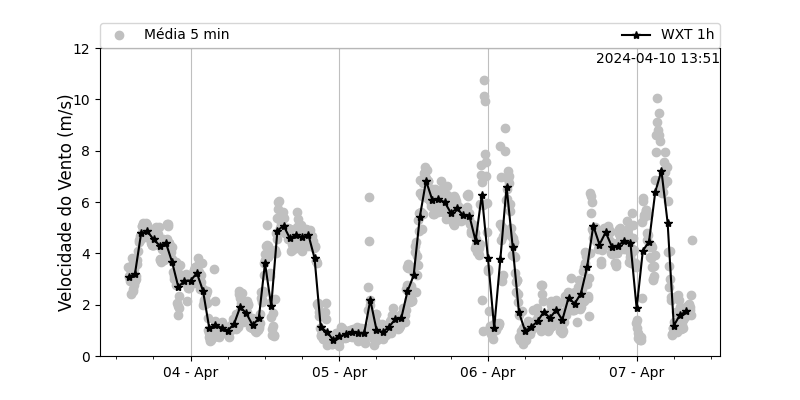 Média 5 min
WXT 1h
2024-04-10 13:51
Velocidade do Vento (m/s)
12
10
8
6
4
2
0
04 - Apr
05 - Apr
06 - Apr
07 - Apr